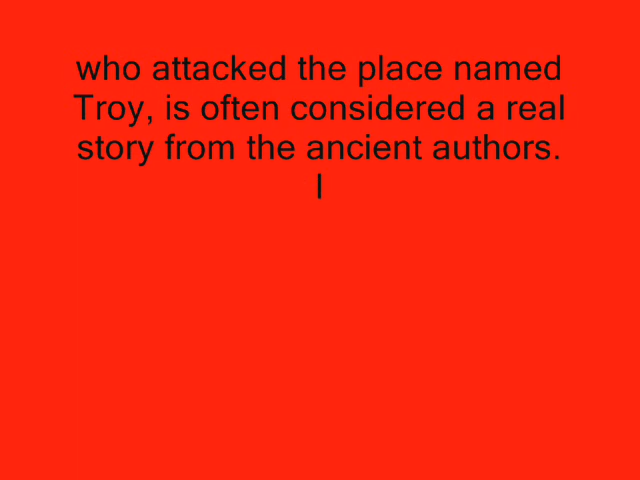 who attacked the place named
Troy, is often considered a real
story from the ancient authors.
I